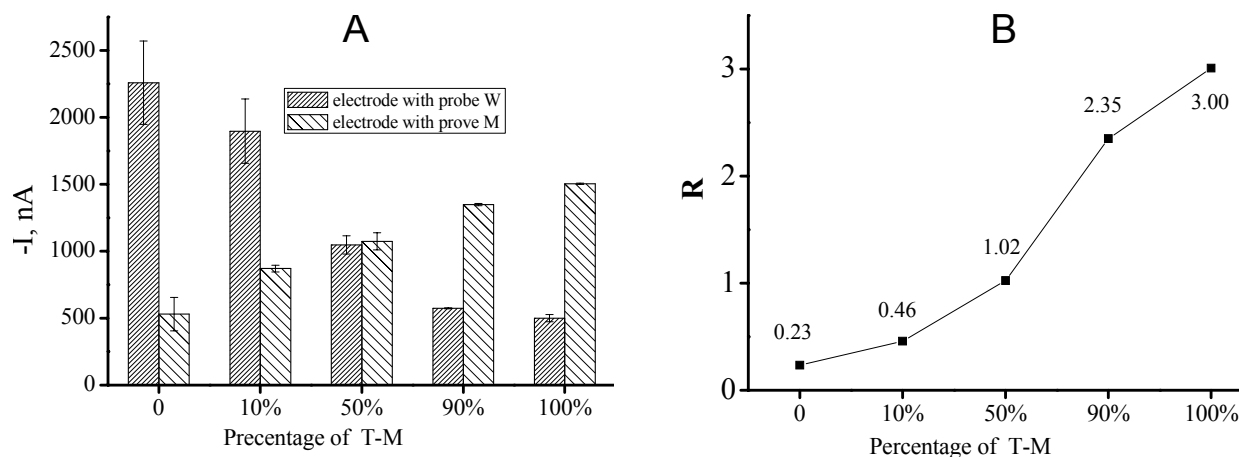 A
2500
2000
1500
1000
500
0
-I, nA
electrode with probe W
electrode with prove M
0 10% 50% 90% 100%
Precentage of T-M
B
3
2
1
0
R
0.23
0.46
1.02
2.35
3.00
0 10% 50% 90% 100%
Percentage of T-M